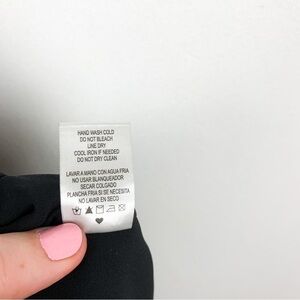 HAND WASH COLD
DO NOT BLEACH
LINE DRY
COOL IRON IF NEEDED
DO NOT DRY CLEAN
LAVAR A MANO CON AGUA FRIA
NO USAR BLANQUEADOR
SECAR COLGADO
PLANCHA FRIA SI SE NECESITA
NO LAVAR EN SECO